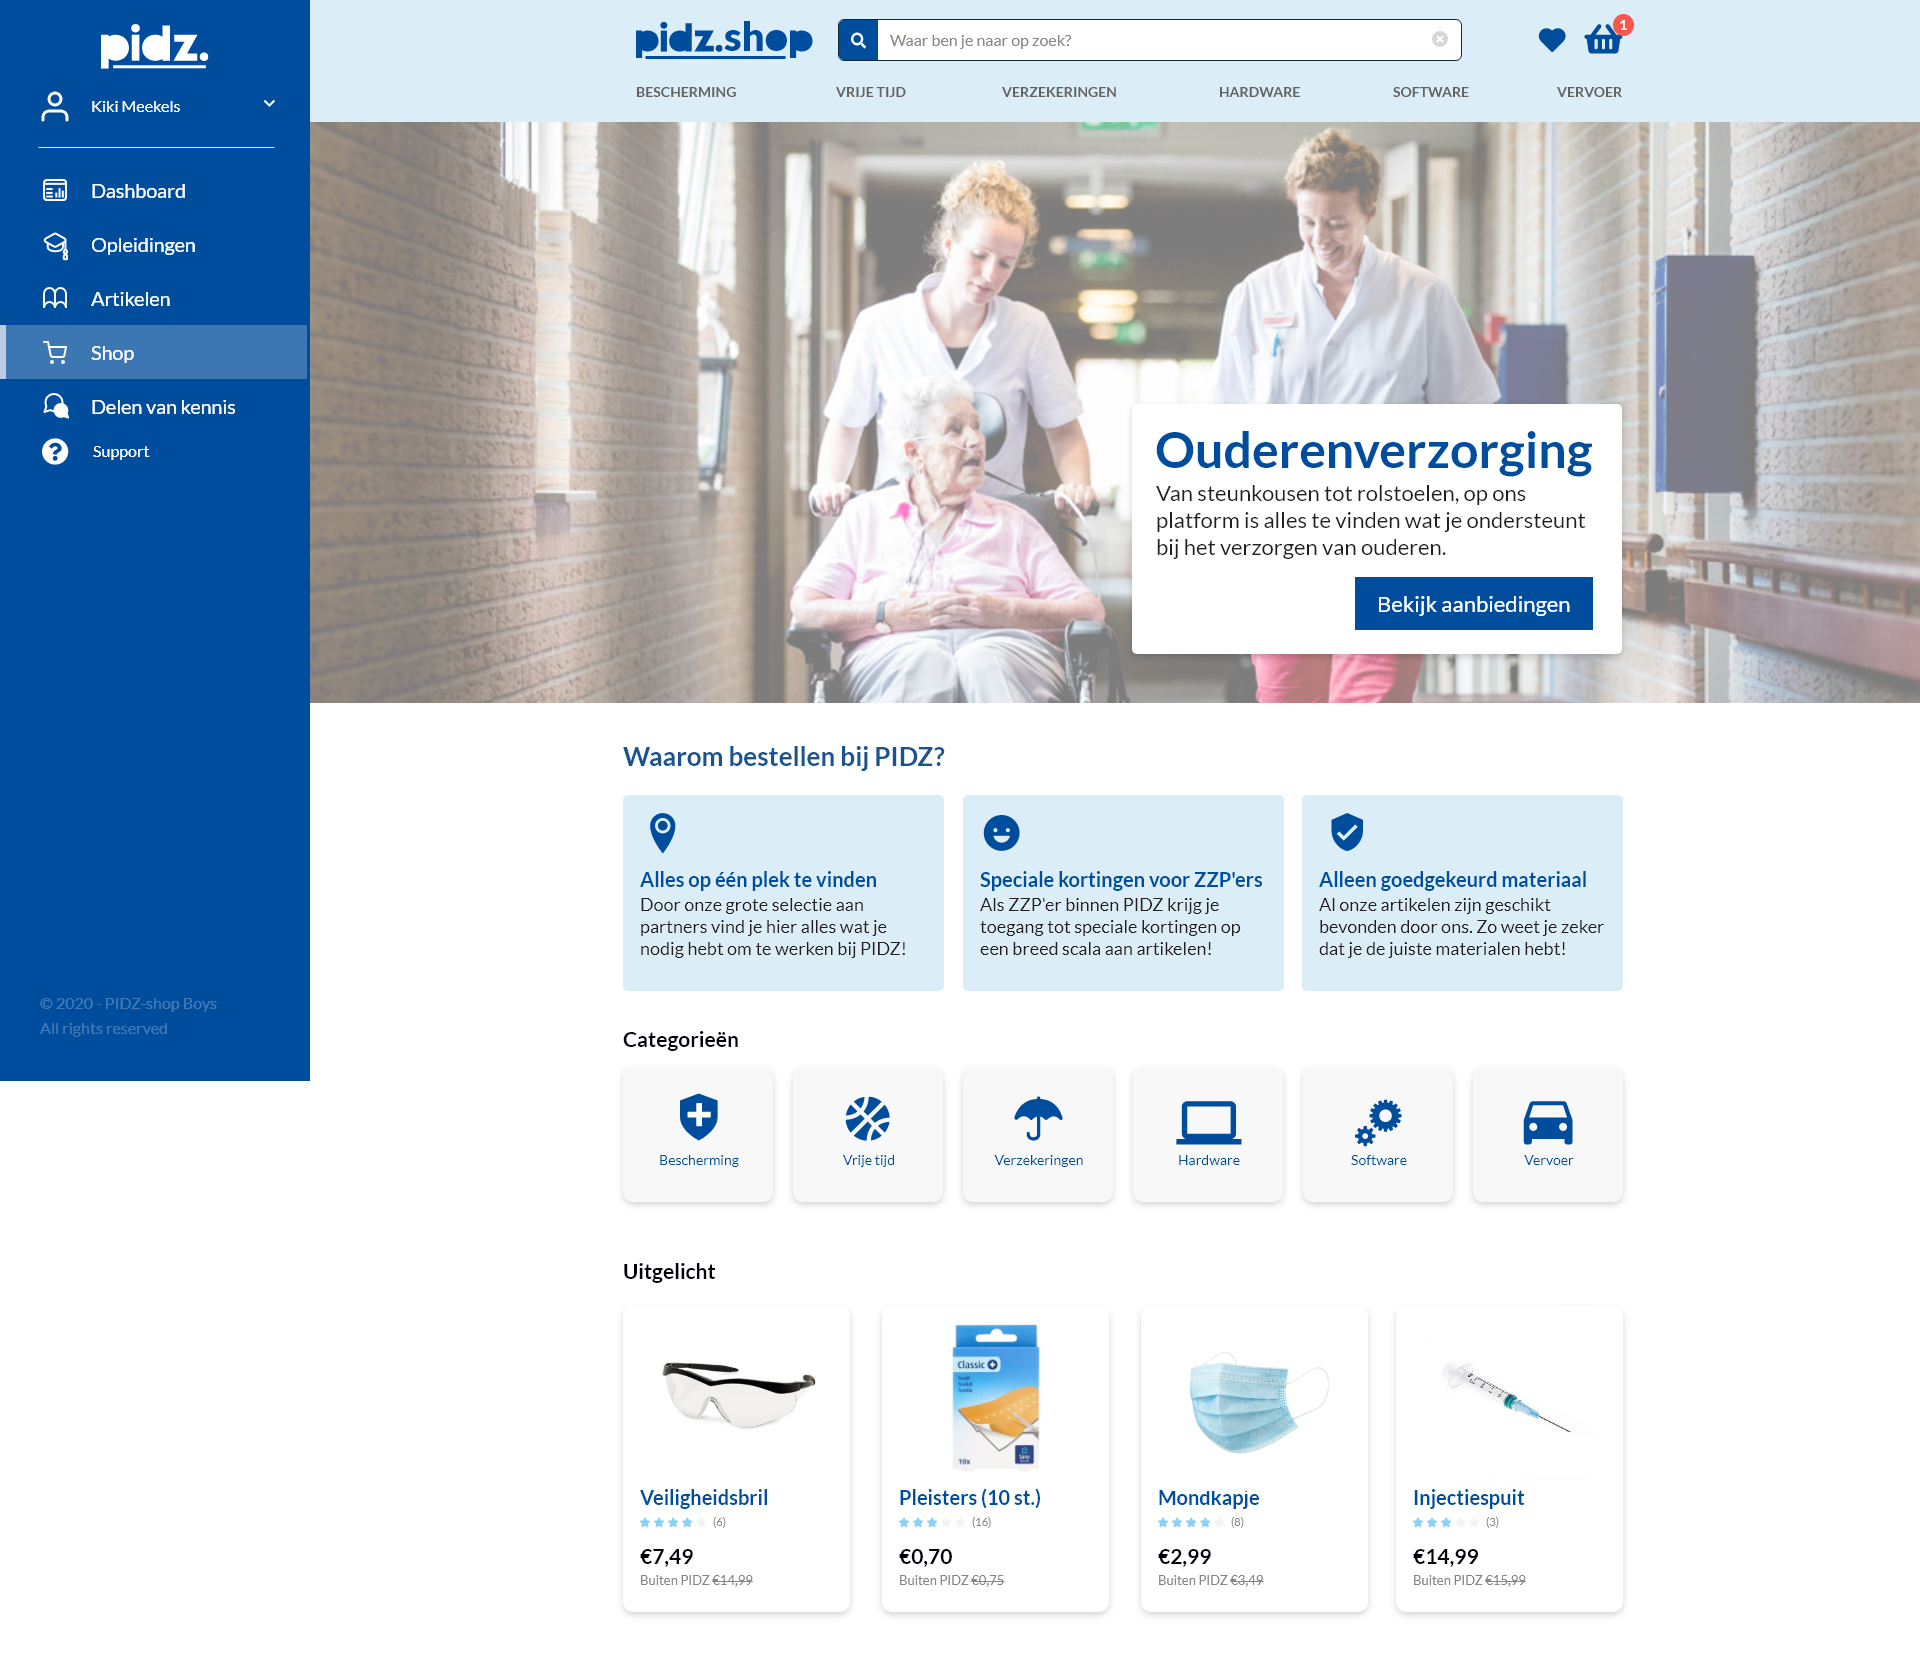 pidz.
Kiki Meekels
Dashboard
Opleidingen
Artikelen
Shop
Delen van kennis
Support
© 2020 - PIDZ-shop Boys
All rights reserved
pidz.shop
Waar ben je naar op zoek?
1
BESCHERMING
VRIJE TIJD
VERZEKERINGEN
HARDWARE
SOFTWARE
VERVOER
Ouderenverzorging
Van steunkousen tot rolstoelen, op ons
platform is alles te vinden wat je ondersteunt
bij het verzorgen van ouderen.
Bekijk aanbiedingen
Waarom bestellen bij PIDZ?
Alles op één plek te vinden
Door onze grote selectie aan
partners vind je hier alles wat je
nodig hebt om te werken bij PIDZ!
Speciale kortingen voor ZZP'ers
Als ZZP'er binnen PIDZ krijg je
toegang tot speciale kortingen op
een breed scala aan artikelen!
Alleen goedgekeurd materiaal
Al onze artikelen zijn geschikt
bevonden door ons. Zo weet je zeker
dat je de juiste materialen hebt!
Categorieën
Bescherming
Vrije tijd
Verzekeringen
Hardware
Software
Vervoer
Uitgelicht
Veiligheidsbril
(6)
€7,49
Buiten PIDZ €14,99
Classic
10x
Pleisters (10 st.)
(16)
€0,70
Buiten PIDZ €0,75
Mondkapje
(8)
€2,99
Buiten PIDZ €3,49
Injectiespuit
(3)
€14,99
Buiten PIDZ €15,99